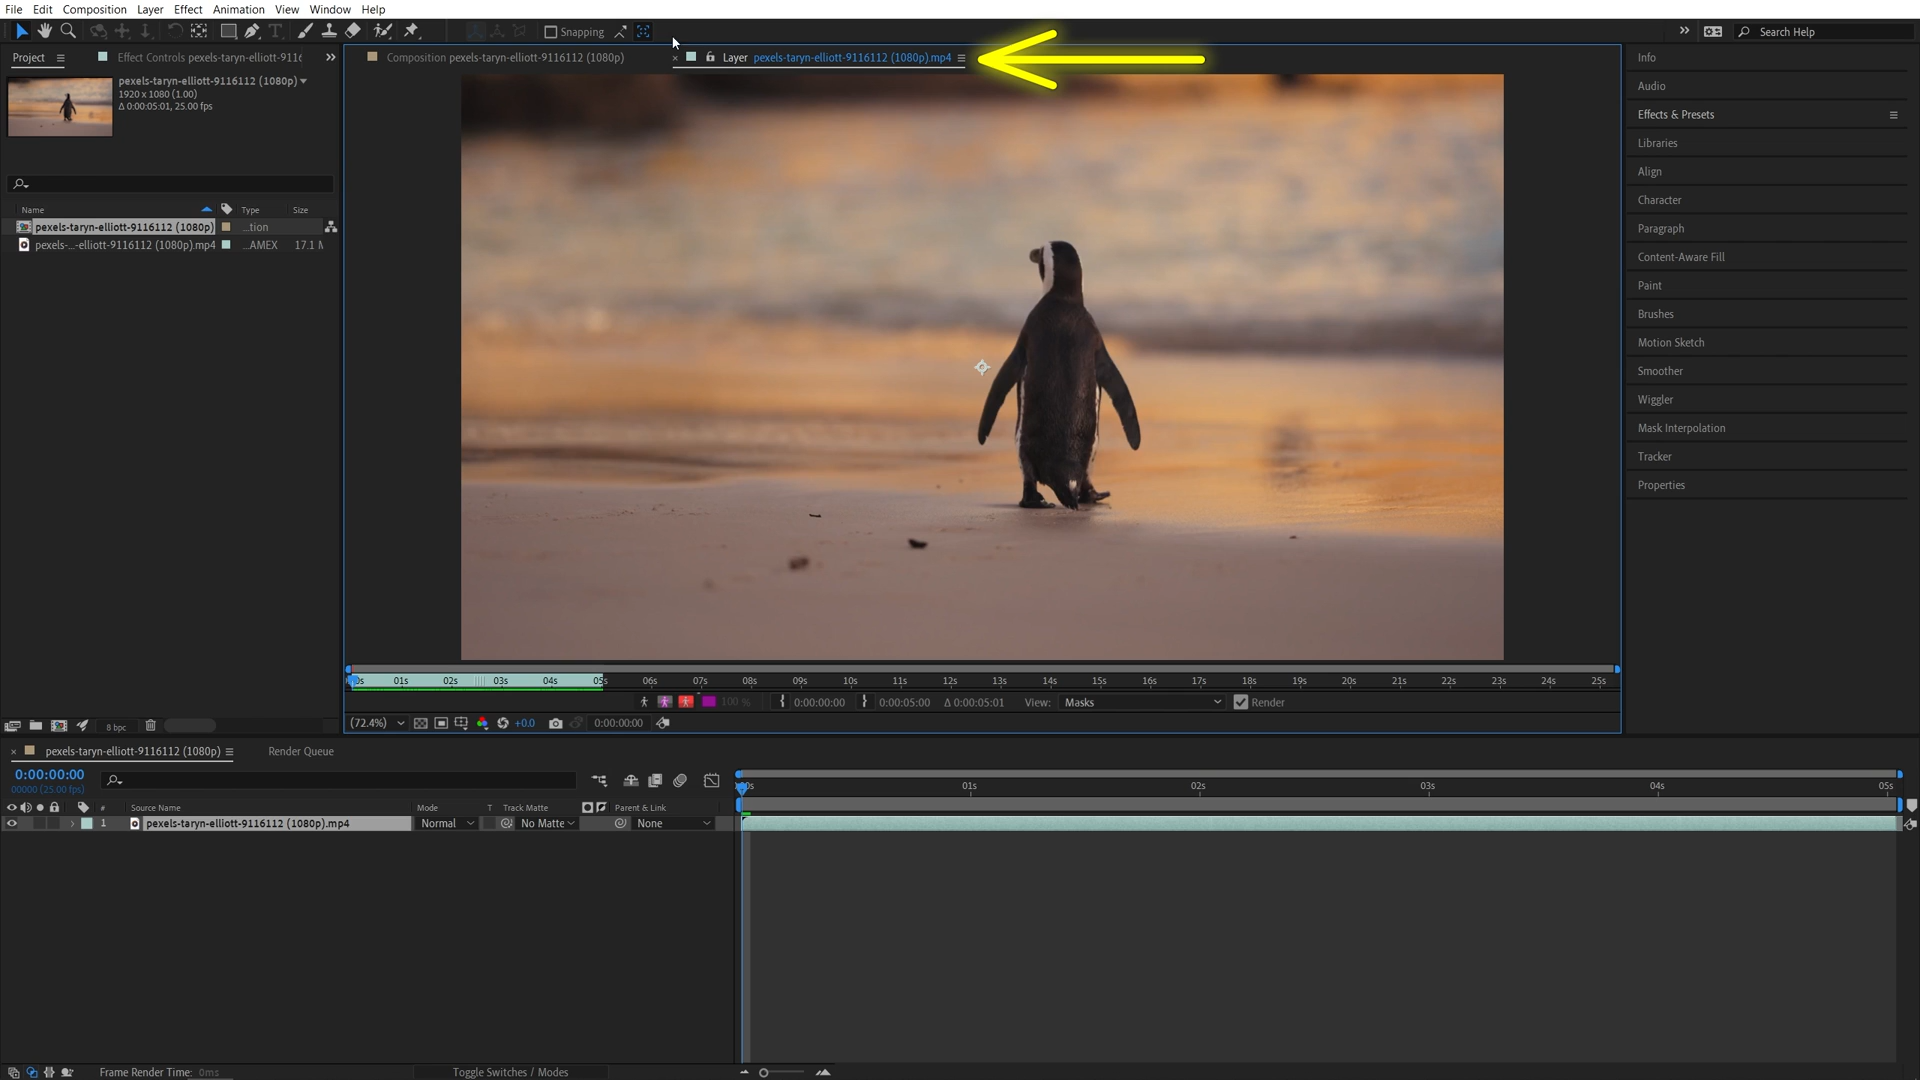 File Edit Composition Layer Effect Animation View Window Help
Snapping
Search Help
Project
Effect Controls pexels-taryn-elliott-9116
Composition pexels-taryn-elliott-9116112 (1080p)
Layer pexels-taryn-elliott-9116112 (1080p).mp4
pexels-taryn-elliott-9116112 (1080p)
1920 x 1080 (1.00)
Δ 0:00:05:01, 25.00 fps
Name Type Size
pexels-taryn-elliott-9116112 (1080p) ...tion
pexels-...-elliott-9116112 (1080p).mp4 ...AMEX 17.1 M
8 bpc
Info
Audio
Effects & Presets
Libraries
Align
Character
Paragraph
Content-Aware Fill
Paint
Brushes
Motion Sketch
Smoother
Wiggler
Mask Interpolation
Tracker
Properties
01s 02s 03s 04s 05s 06s 07s 08s 09s 10s 11s 12s 13s 14s 15s 16s 17s 18s 19s 20s 21s 22s 23s 24s 25s
100 % 0:00:00:00 0:00:05:00 Δ 0:00:05:01 View: Masks Render
(72.4%) +0.0 0:00:00:00
pexels-taryn-elliott-9116112 (1080p) Render Queue
0:00:00:00
00000 (25.00 fps)
01s 02s 03s 04s 05s
# Source Name Mode T Track Matte Parent & Link
1 pexels-taryn-elliott-9116112 (1080p).mp4 Normal No Matte None
Frame Render Time: 0ms Toggle Switches / Modes